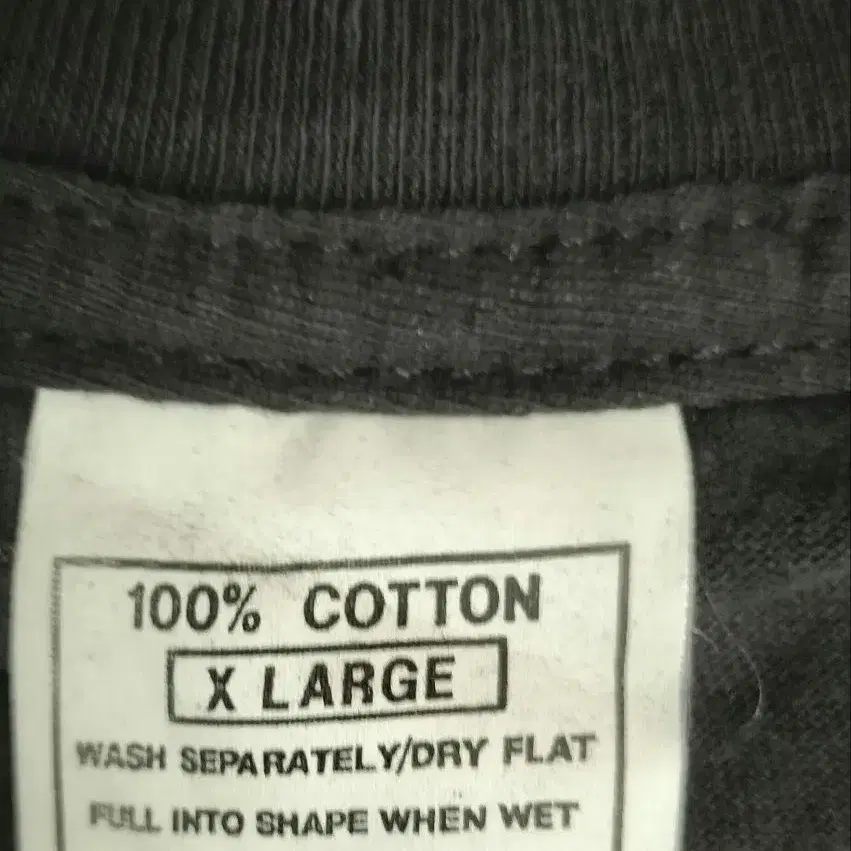 100% COTTON
X LARGE
WASH SEPARATELY/DRY FLAT
PULL INTO SHAPE WHEN WET